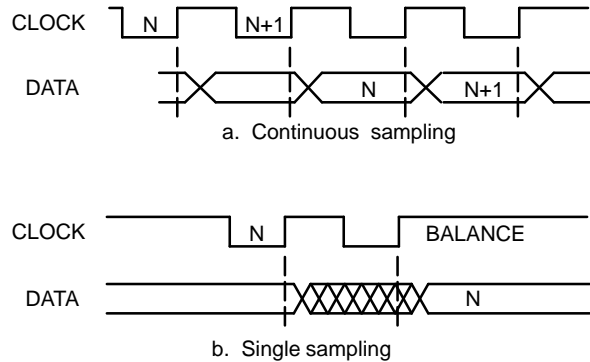 CLOCK N N+1
DATA N N+1
a. Continuous sampling
CLOCK N BALANCE
DATA N
b. Single sampling